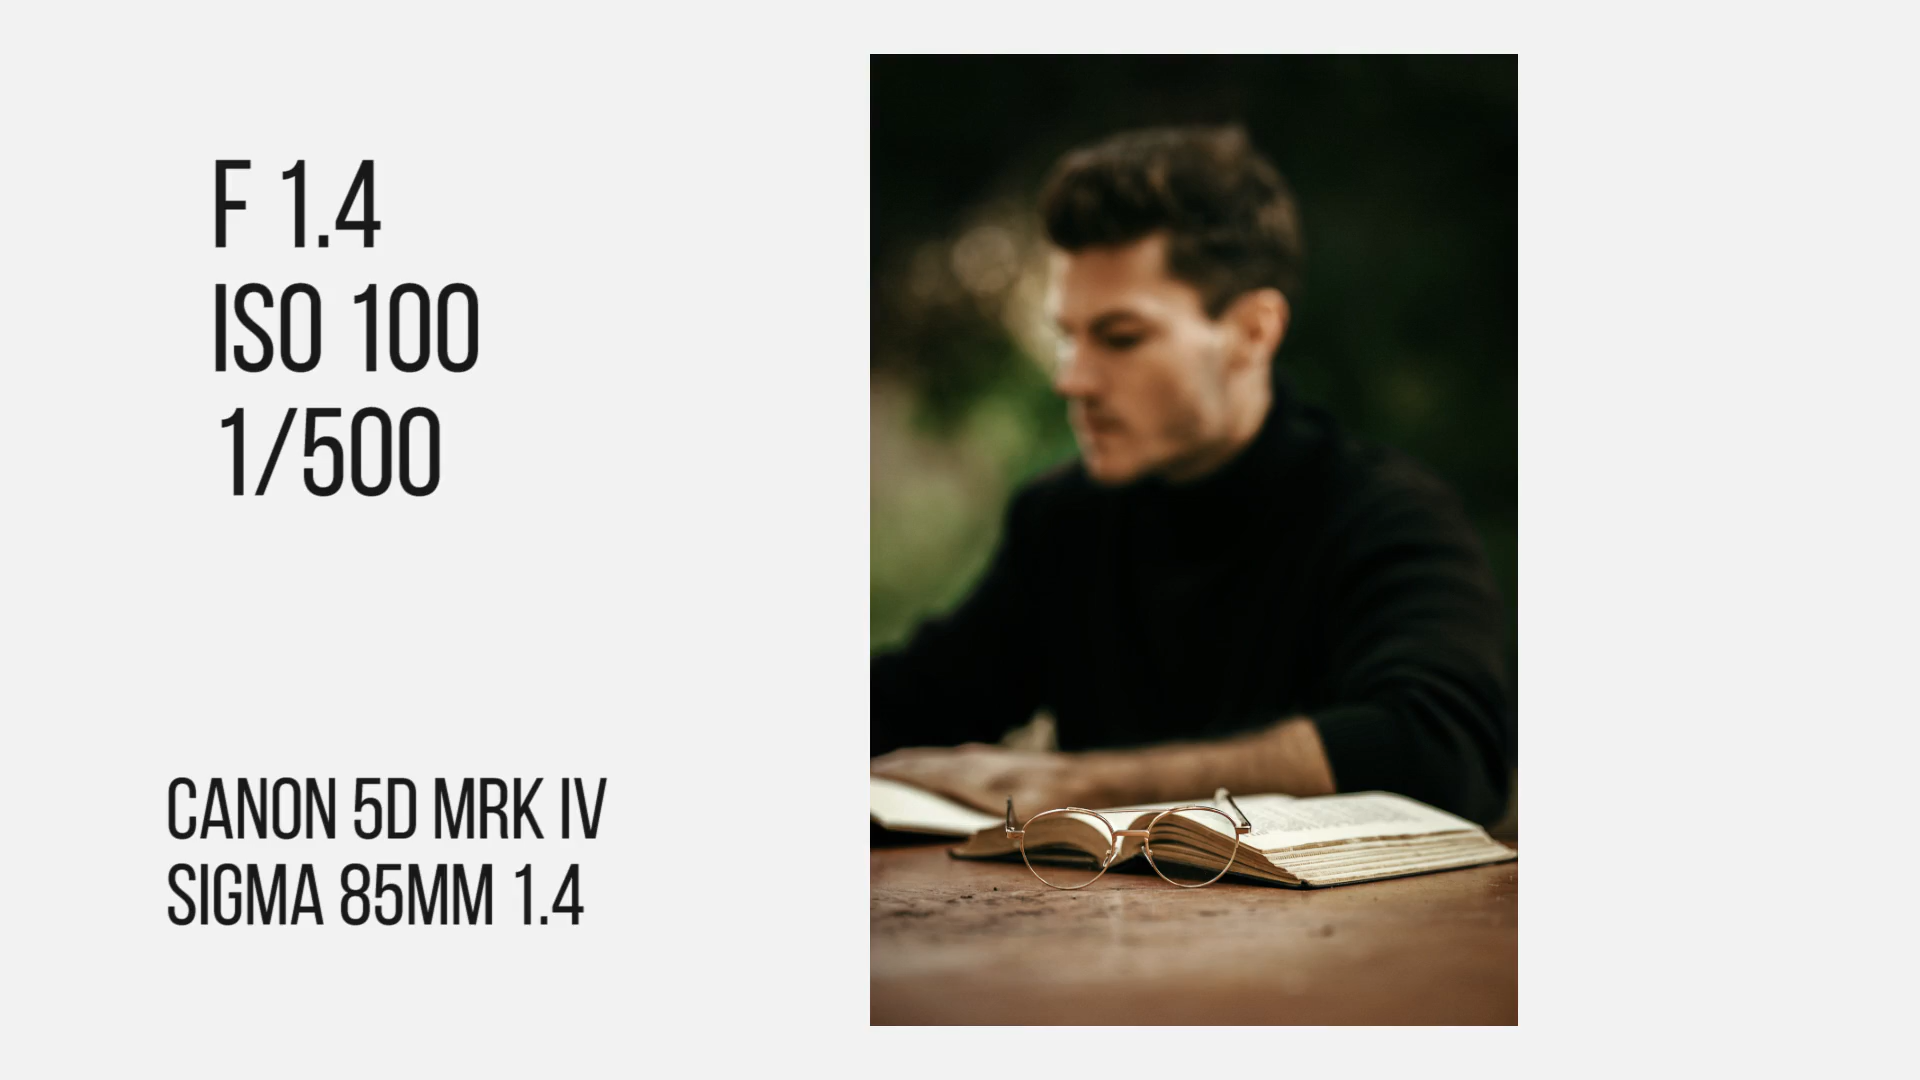 F 1.4
ISO 100
1/500
CANON 5D MRK IV
SIGMA 85MM 1.4